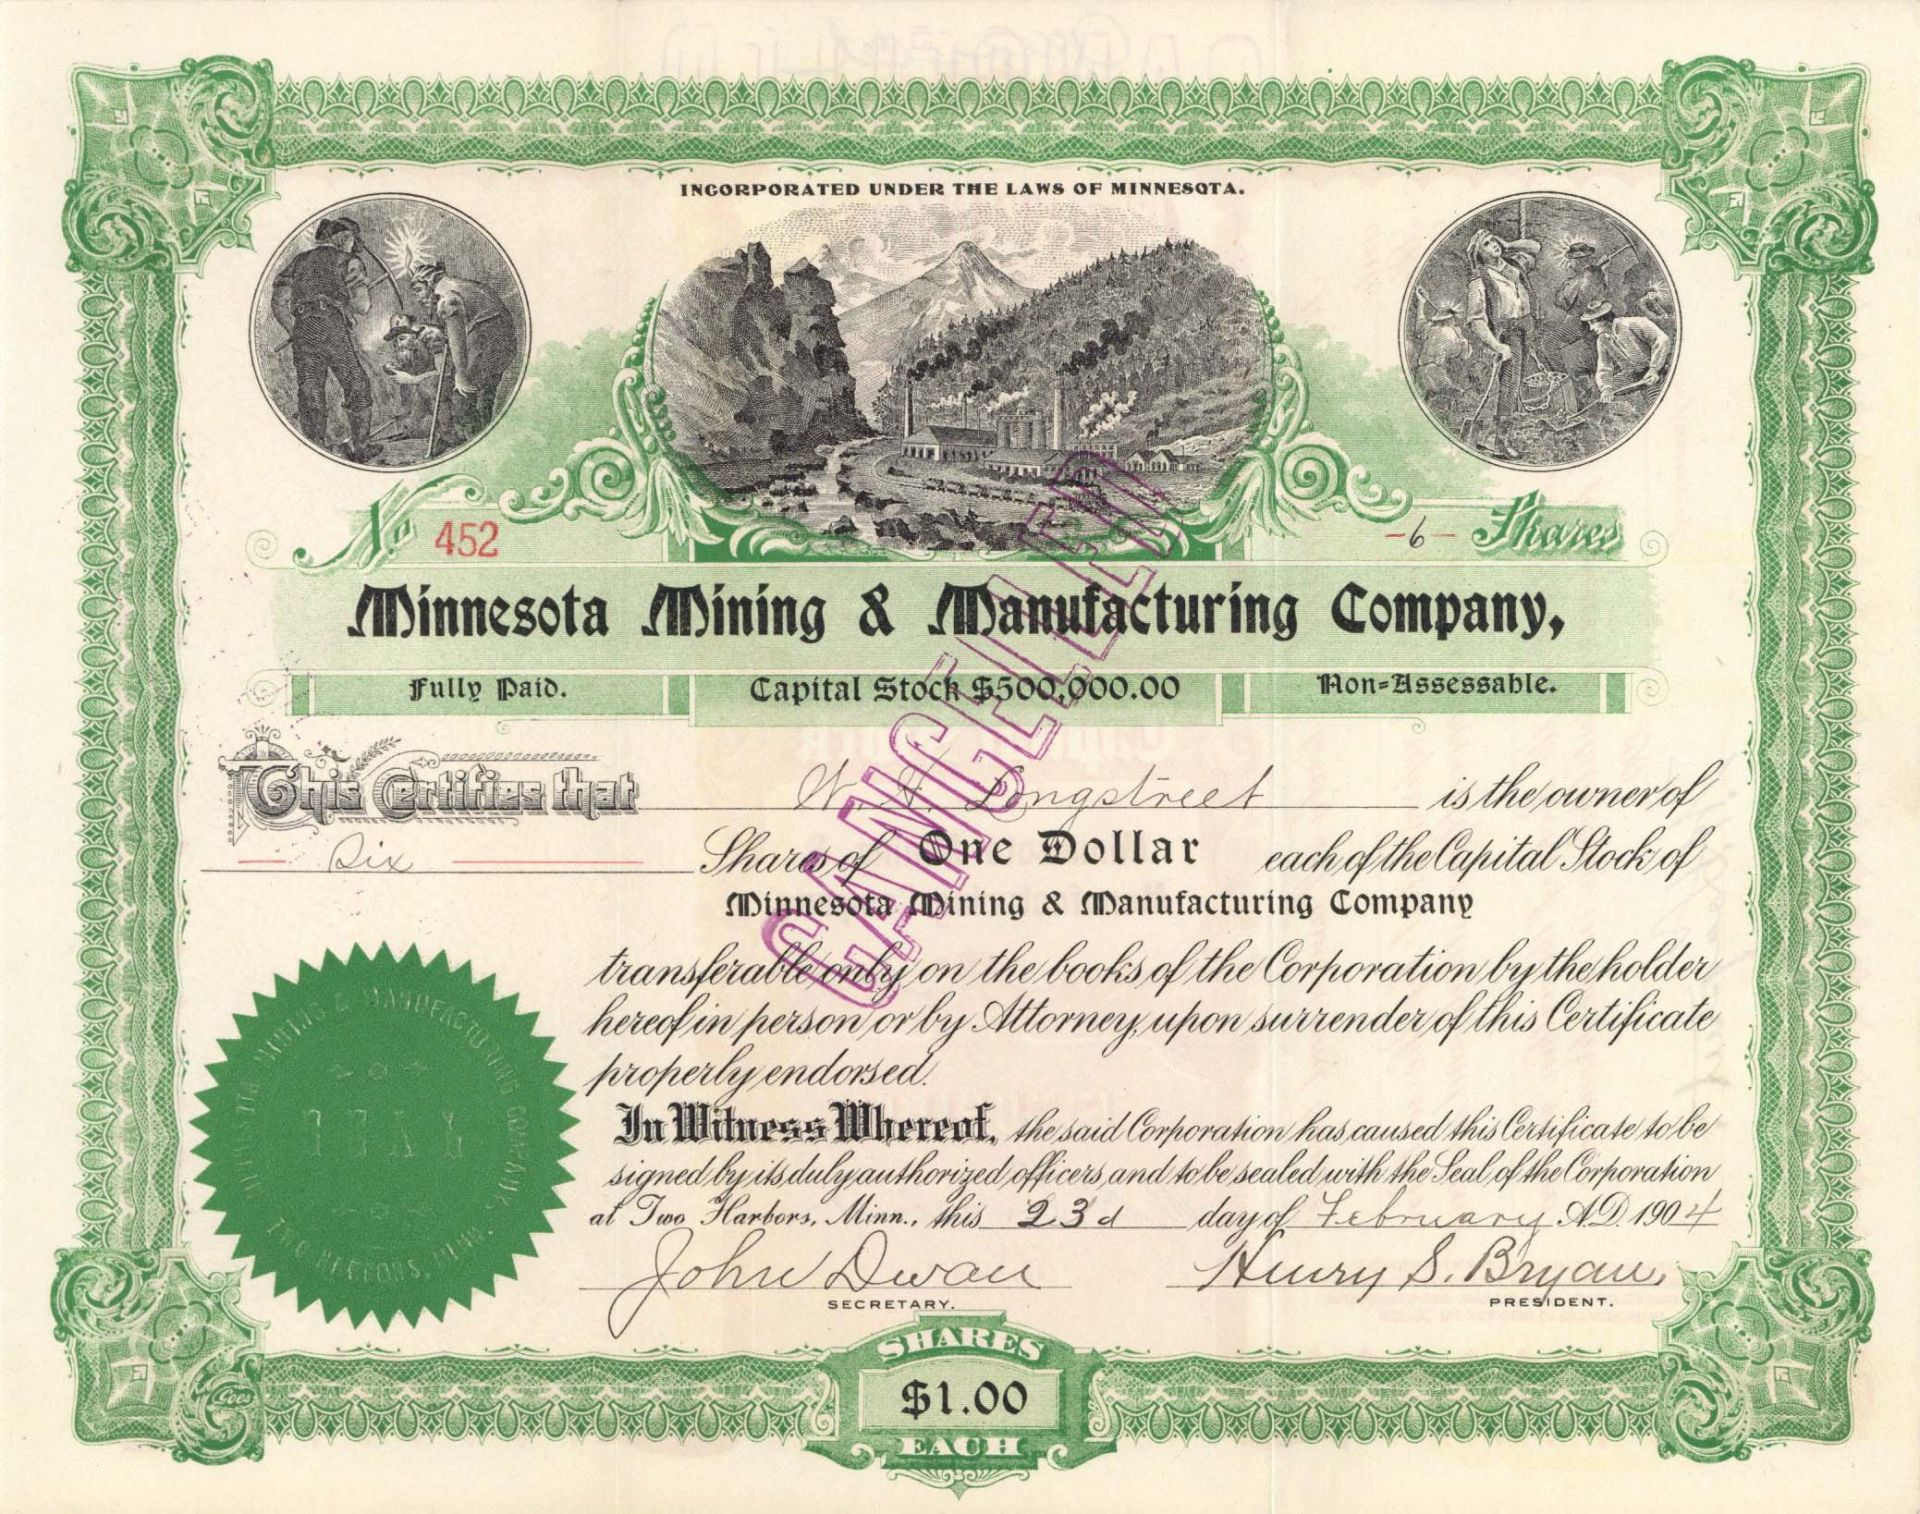 INCORPORATED UNDER THE LAWS OF MINNESOTA.
No 452
-6- Shares
Minnesota Mining & Manufacturing Company,
Fully Paid. Capital Stock $500,000.00 Non-Assessable.
This Certifies that W. H. Longstreet is the owner of
Six Shares of One Dollar each of the Capital Stock of
Minnesota Mining & Manufacturing Company
transferable only on the books of the Corporation by the holder
hereof in person or by Attorney, upon surrender of this Certificate
properly endorsed.
In Witness Whereof, the said Corporation has caused this Certificate to be
signed by its duly authorized officers, and to be sealed with the Seal of the Corporation
at Two Harbors, Minn., this 23d day of February A.D. 1904
John Dwan
SECRETARY.
Henry S. Bryan,
PRESIDENT.
CANCELLED
MINING & MANUFACTURING COMPANY
TWO HARBORS, MINN.
SHARES
$1.00
EACH
Goes